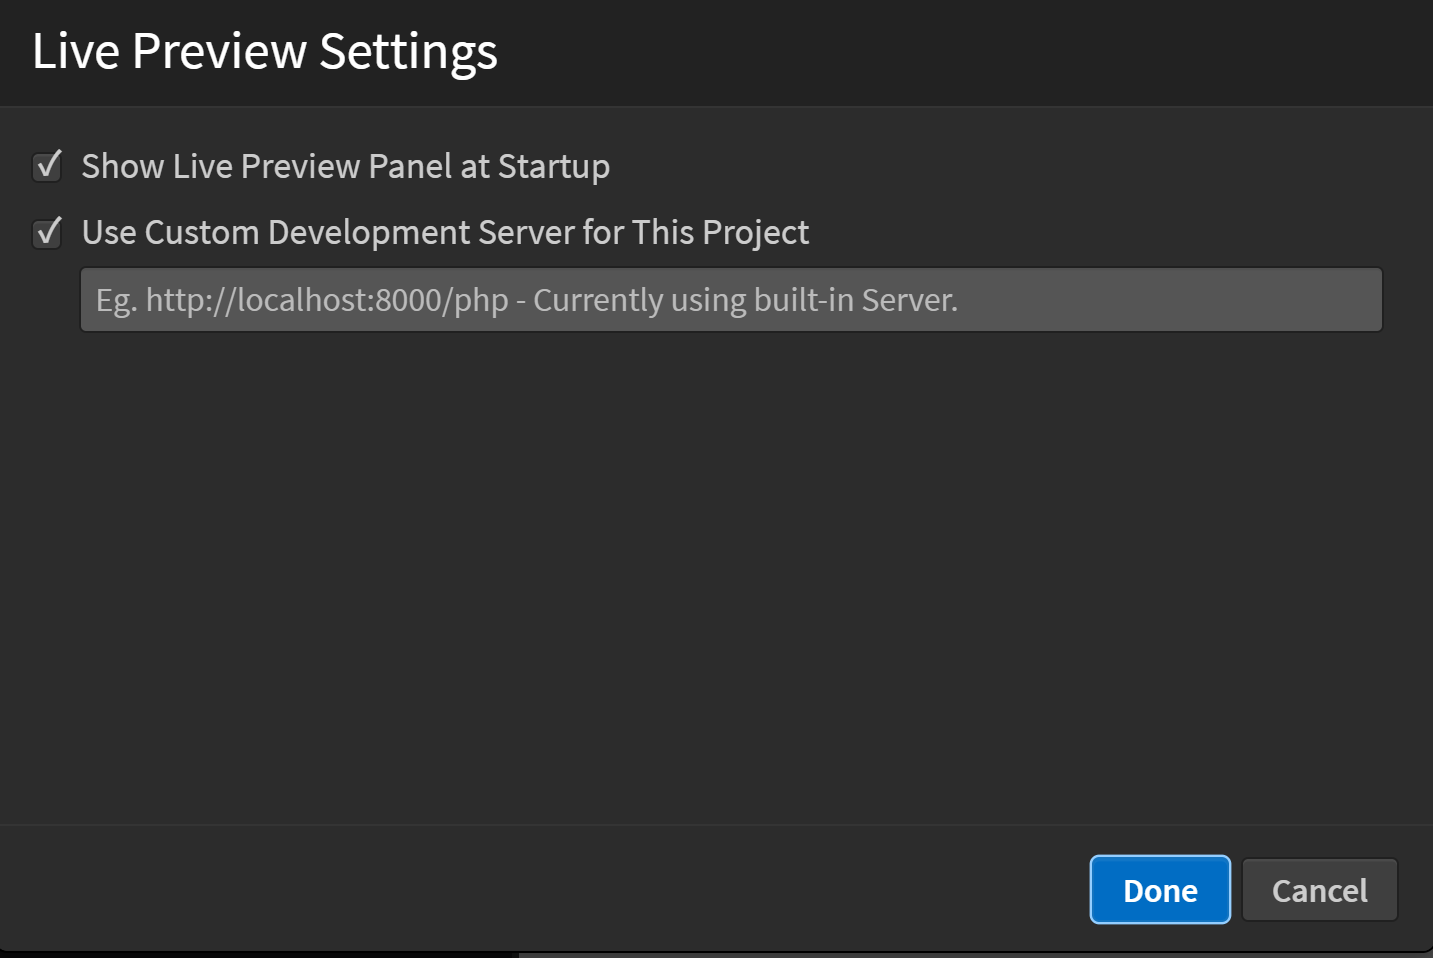 Live Preview Settings
Show Live Preview Panel at Startup
Use Custom Development Server for This Project
Eg. http://localhost:8000/php - Currently using built-in Server.
Done
Cancel